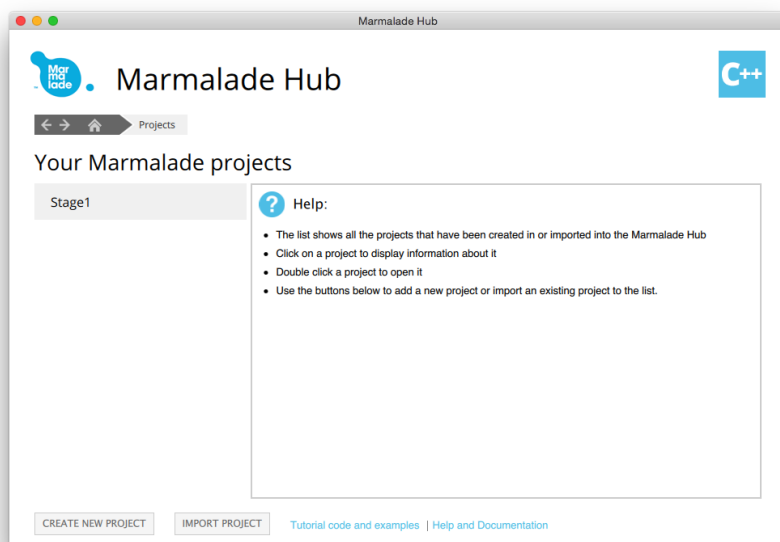 Marmalade Hub
Mar
ma
lade
Marmalade Hub
C++
Projects
Your Marmalade projects
Stage1
? Help:
• The list shows all the projects that have been created in or imported into the Marmalade Hub
• Click on a project to display information about it
• Double click a project to open it
• Use the buttons below to add a new project or import an existing project to the list.
CREATE NEW PROJECT IMPORT PROJECT Tutorial code and examples | Help and Documentation